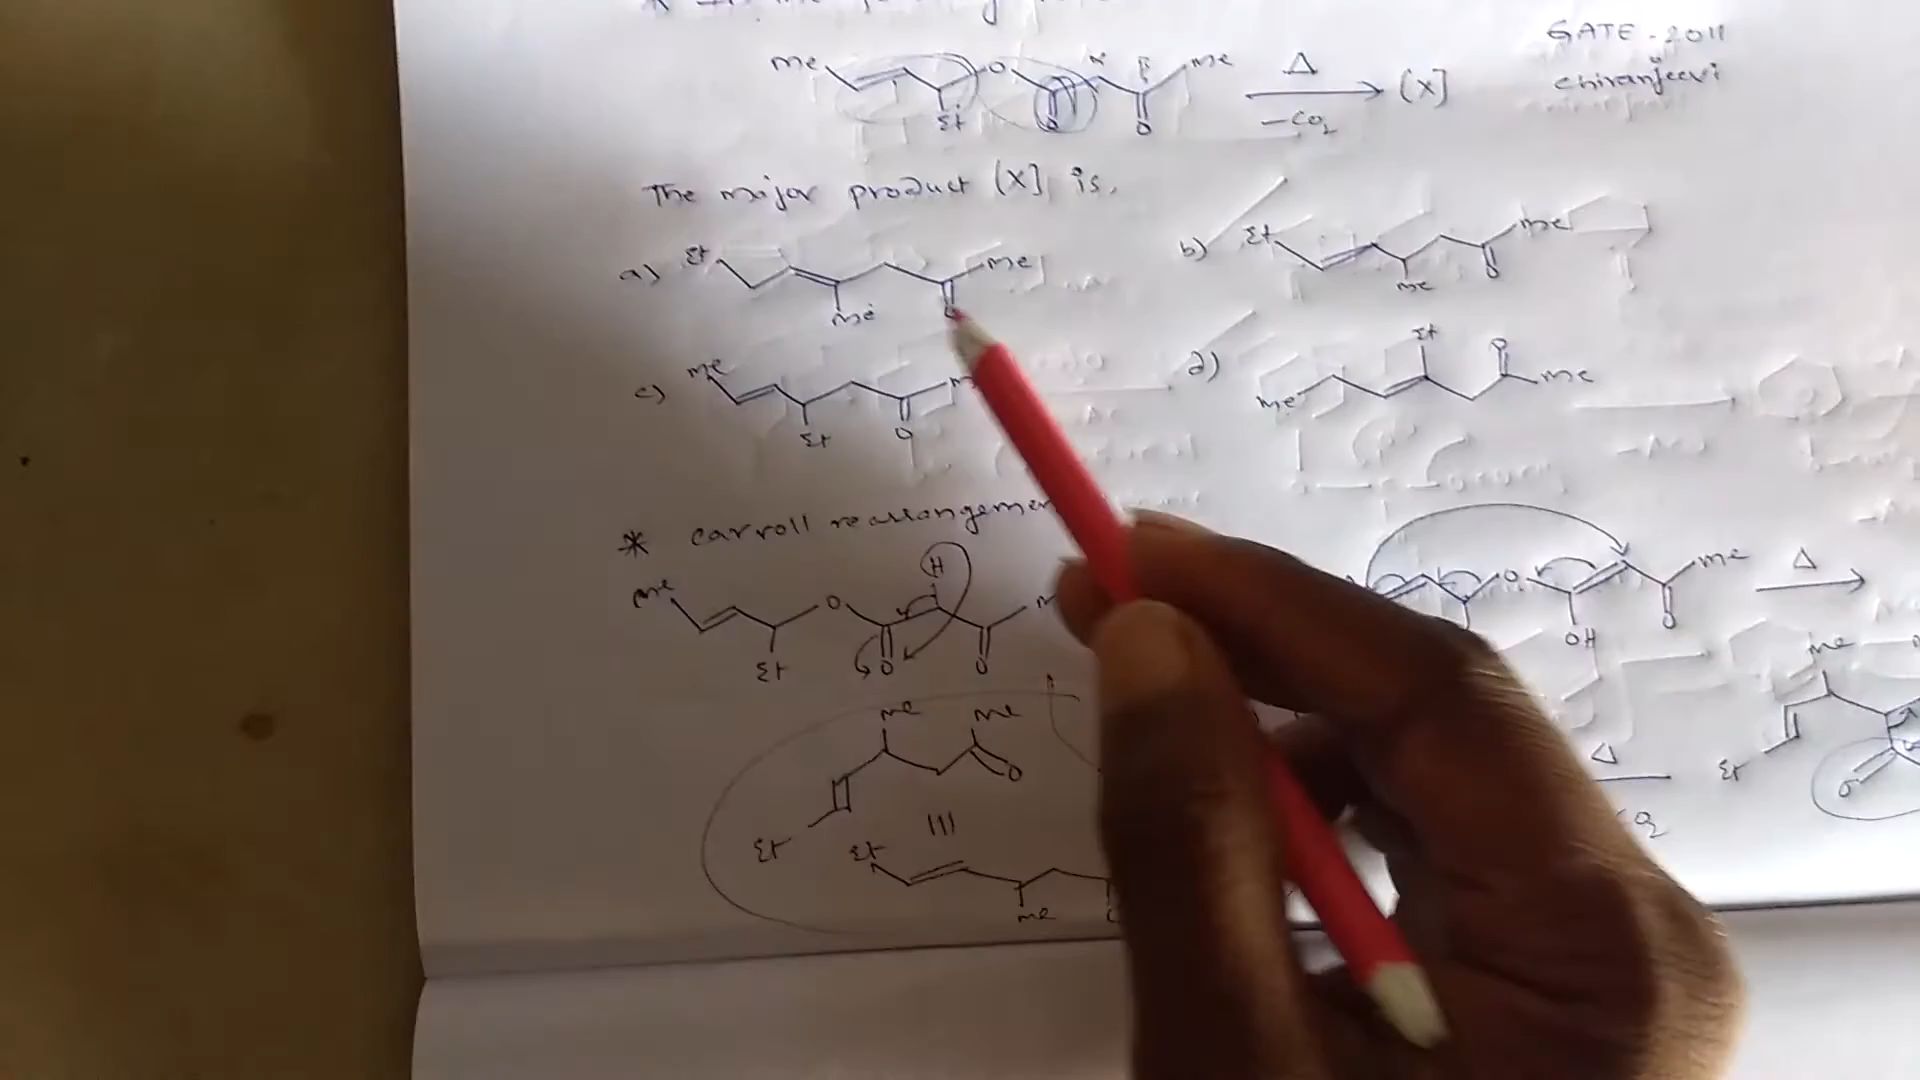 GATE - 2011
Me O α β Me Δ (X] chiranjeevi
Et O O -CO2
The major product (X] is,
a) Et Me Me O b) Et Me O Me
c) Me Et O d) Me Et O Me
* carroll rearrangement
Me O H Et O O
O OH O Me Δ
Me Me O Et
Et Me
Δ Et Me O